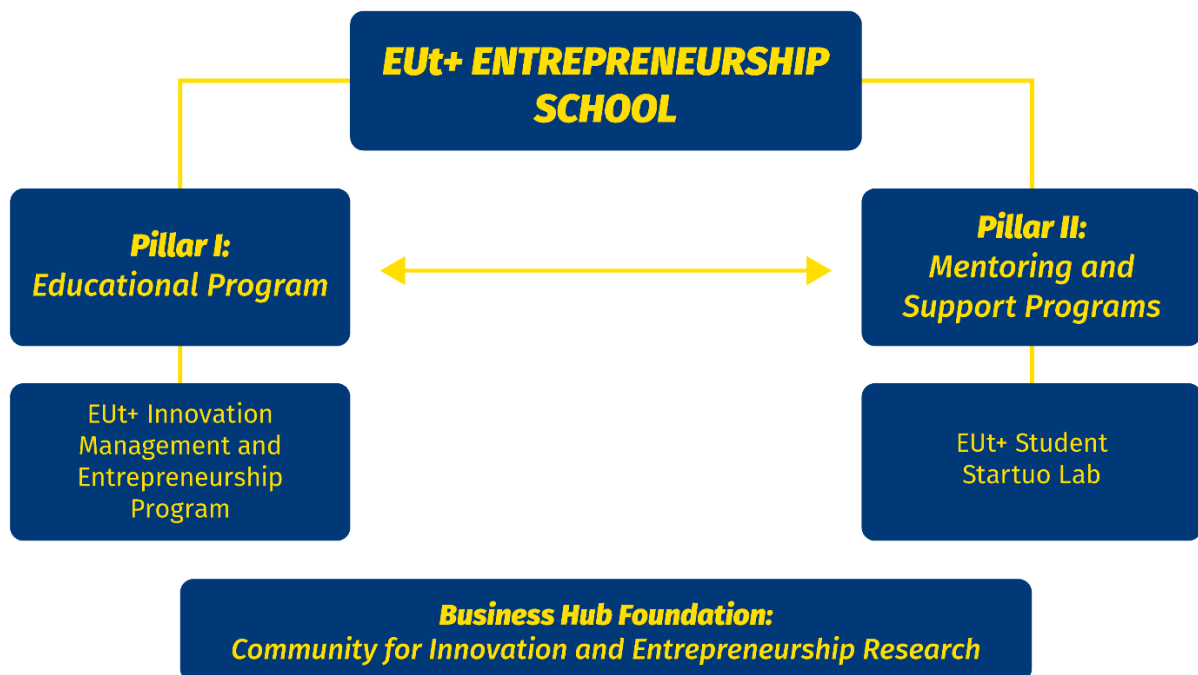 EUt+ ENTREPRENEURSHIP
SCHOOL
Pillar I:
Educational Program
Pillar II:
Mentoring and
Support Programs
EUt+ Innovation
Management and
Entrepreneurship
Program
EUt+ Student
Startuo Lab
Business Hub Foundation:
Community for Innovation and Entrepreneurship Research